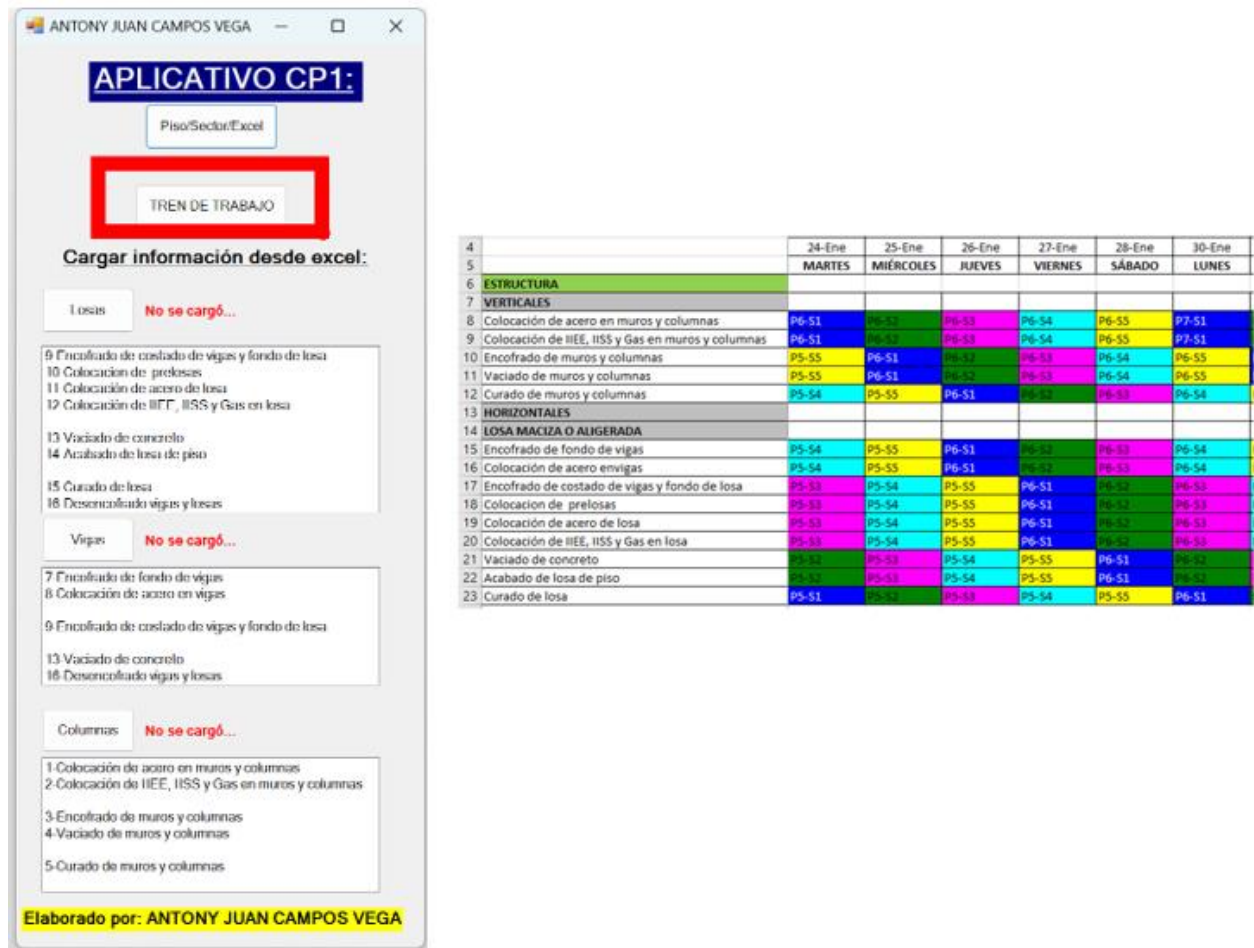 ANTONY JUAN CAMPOS VEGA
APLICATIVO CP1:
Piso/Sector/Excel
TREN DE TRABAJO
Cargar información desde excel:
Losas No se cargó...
9 Encofrado de costado de vigas y fondo de losa
10 Colocacion de prelosas
11 Colocación de acero de losa
12 Colocación de IIEE, IISS y Gas en losa
13 Vaciado de concreto
14 Acabado de losa de piso
15 Curado de losa
16 Desencofrado vigas y losas
Vigas No se cargó...
7 Encofrado de fondo de vigas
8 Colocación de acero en vigas
9 Encofrado de costado de vigas y fondo de losa
13-Vaciado de concreto
16-Desencofrado vigas y losas
Columnas No se cargó...
1-Colocación de acero en muros y columnas
2-Colocación de IIEE, IISS y Gas en muros y columnas
3-Encofrado de muros y columnas
4-Vaciado de muros y columnas
5-Curado de muros y columnas
Elaborado por: ANTONY JUAN CAMPOS VEGA
4 24-Ene 25-Ene 26-Ene 27-Ene 28-Ene 30-Ene
5 MARTES MIÉRCOLES JUEVES VIERNES SÁBADO LUNES
6 ESTRUCTURA
7 VERTICALES
8 Colocación de acero en muros y columnas P6-S1 P6-S2 P6-S3 P6-S4 P6-S5 P7-S1
9 Colocación de IIEE, IISS y Gas en muros y columnas P6-S1 P6-S2 P6-S3 P6-S4 P6-S5 P7-S1
10 Encofrado de muros y columnas P5-S5 P6-S1 P6-S2 P6-S3 P6-S4 P6-S5
11 Vaciado de muros y columnas P5-S5 P6-S1 P6-S2 P6-S3 P6-S4 P6-S5
12 Curado de muros y columnas P5-S4 P5-S5 P6-S1 P6-S2 P6-S3 P6-S4
13 HORIZONTALES
14 LOSA MACIZA O ALIGERADA
15 Encofrado de fondo de vigas P5-S4 P5-S5 P6-S1 P6-S2 P6-S3 P6-S4
16 Colocación de acero envigas P5-S4 P5-S5 P6-S1 P6-S2 P6-S3 P6-S4
17 Encofrado de costado de vigas y fondo de losa P5-S3 P5-S4 P5-S5 P6-S1 P6-S2 P6-S3
18 Colocacion de prelosas P5-S3 P5-S4 P5-S5 P6-S1 P6-S2 P6-S3
19 Colocación de acero de losa P5-S3 P5-S4 P5-S5 P6-S1 P6-S2 P6-S3
20 Colocación de IIEE, IISS y Gas en losa P5-S3 P5-S4 P5-S5 P6-S1 P6-S2 P6-S3
21 Vaciado de concreto P5-S2 P5-S3 P5-S4 P5-S5 P6-S1 P6-S2
22 Acabado de losa de piso P5-S2 P5-S3 P5-S4 P5-S5 P6-S1 P6-S2
23 Curado de losa P5-S1 P5-S2 P5-S3 P5-S4 P5-S5 P6-S1